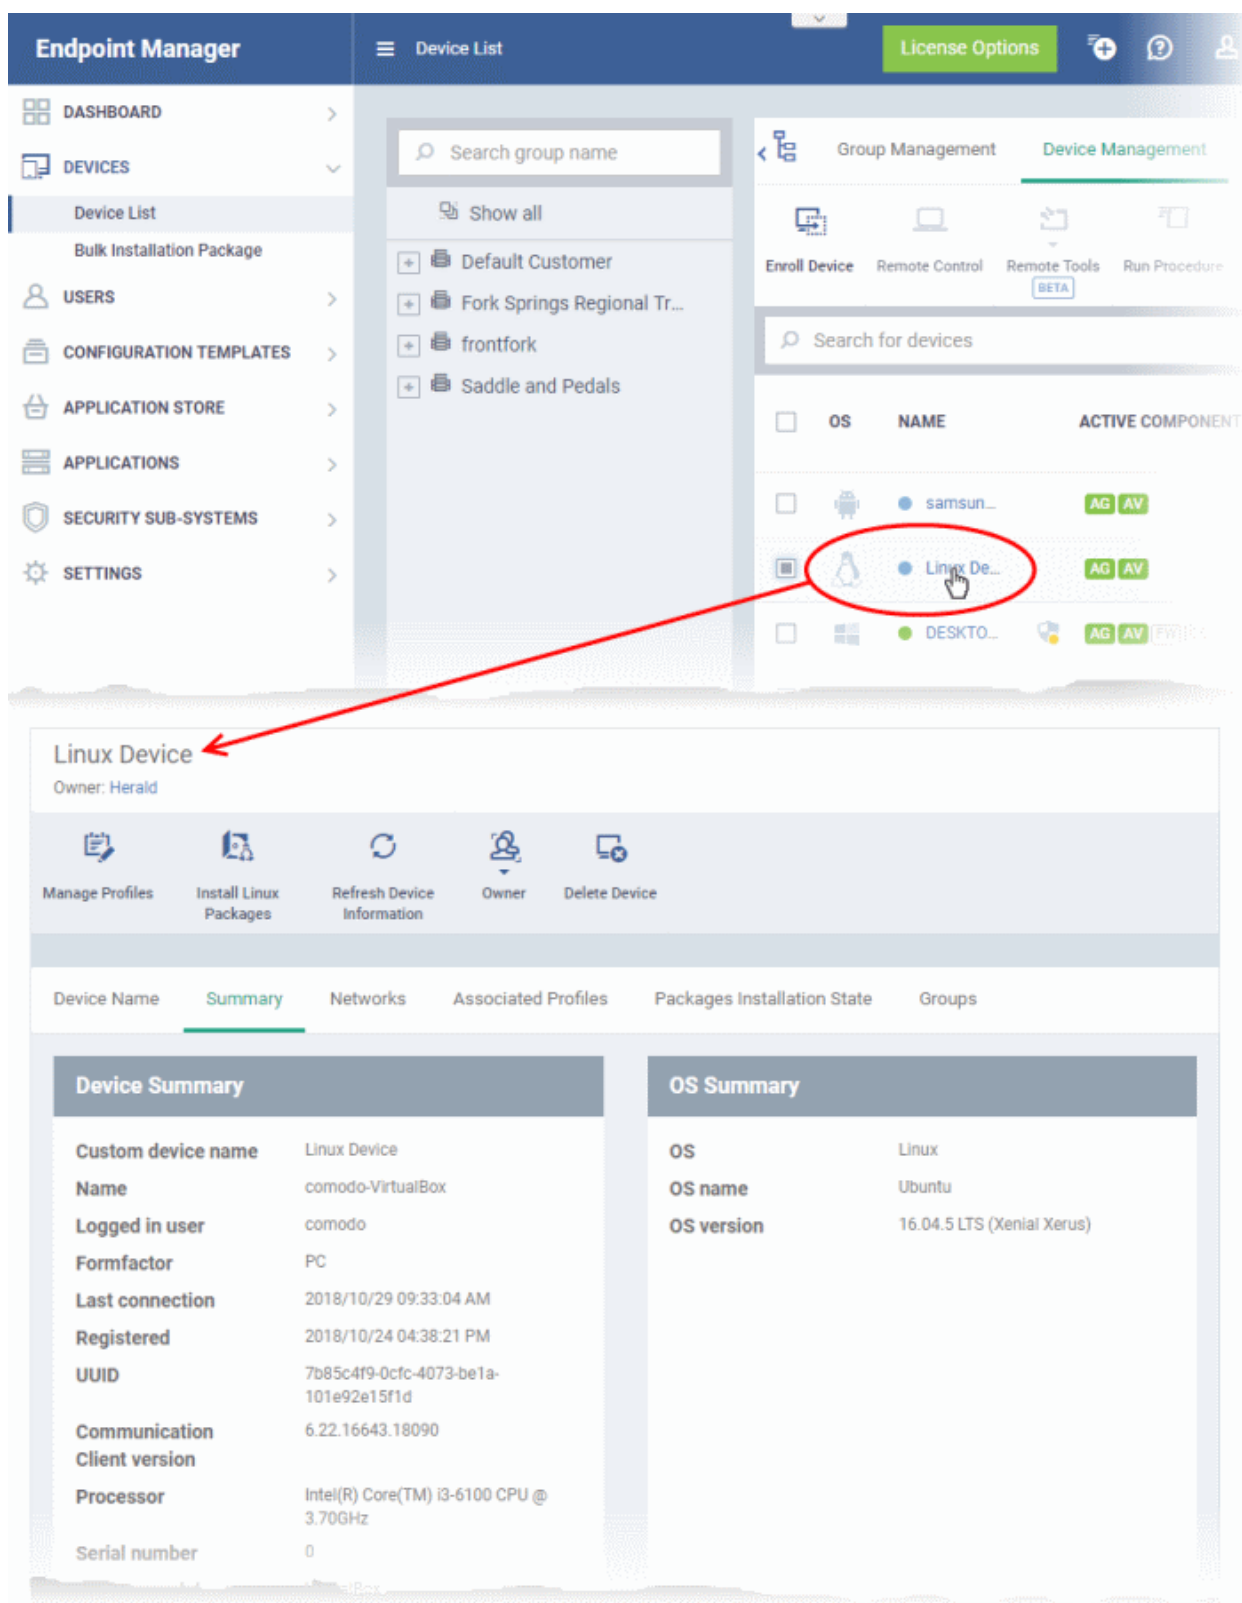 Endpoint Manager
Device List
License Options
DASHBOARD
DEVICES
Device List
Bulk Installation Package
USERS
CONFIGURATION TEMPLATES
APPLICATION STORE
APPLICATIONS
SECURITY SUB-SYSTEMS
SETTINGS
Search group name
Show all
Default Customer
Fork Springs Regional Tr...
frontfork
Saddle and Pedals
Group Management
Device Management
Enroll Device
Remote Control
Remote Tools
BETA
Run Procedure
Search for devices
OS
NAME
ACTIVE COMPONENT
samsun...
AG AV
Linux De...
AG AV
DESKTO...
AG AV FW
Linux Device
Owner: Herald
Manage Profiles
Install Linux
Packages
Refresh Device
Information
Owner
Delete Device
Device Name
Summary
Networks
Associated Profiles
Packages Installation State
Groups
Device Summary
Custom device name
Linux Device
Name
comodo-VirtualBox
Logged in user
comodo
Formfactor
PC
Last connection
2018/10/29 09:33:04 AM
Registered
2018/10/24 04:38:21 PM
UUID
7b85c4f9-0cfc-4073-be1a-
101e92e15f1d
Communication
Client version
6.22.16643.18090
Processor
Intel(R) Core(TM) i3-6100 CPU @
3.70GHz
Serial number
0
OS Summary
OS
Linux
OS name
Ubuntu
OS version
16.04.5 LTS (Xenial Xerus)